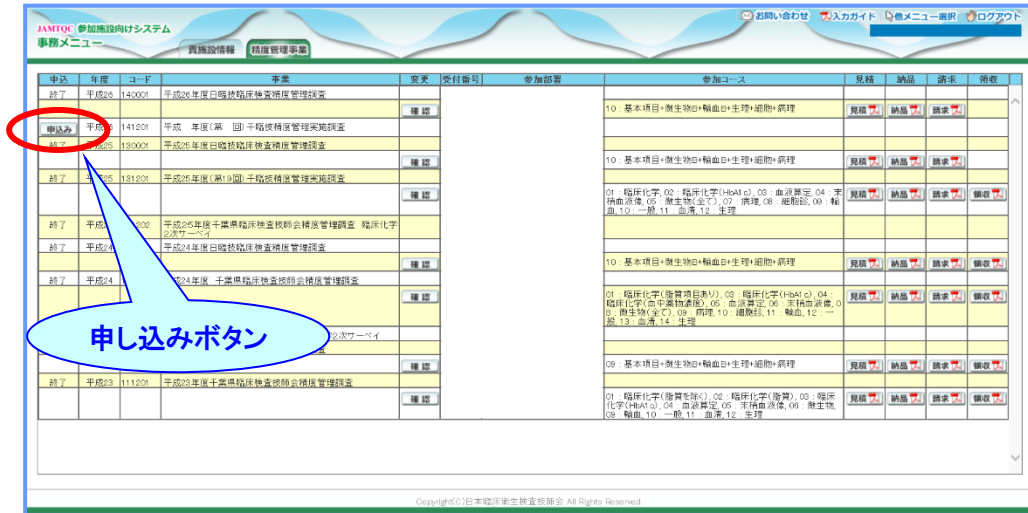 JAMTQC 参加施設向けシステム
事務メニュー
貴施設情報 精度管理事業
お問い合わせ 入力ガイド 他メニュー選択 ログアウト
申込 年度 コード 事業 変更 受付番号 参加部署 参加コース 見積 納品 請求 領収
終了 平成26 140001 平成26年度日臨技臨床検査精度管理調査
確認 10：基本項目+微生物B+輸血B+生理+細胞+病理 見積 納品 請求
申込み 141201 平成 年度(第 回)千臨技精度管理実施調査
終了 平成25 130001 平成25年度日臨技臨床検査精度管理調査
確認 10：基本項目+微生物B+輸血B+生理+細胞+病理 見積 納品 請求
終了 平成25 131201 平成25年度(第19回)千臨技精度管理実施調査
確認 01：臨床化学, 02：臨床化学(HbA1c), 03：血液算定, 04：末
梢血液像, 05：微生物(全て), 07：病理, 08：細胞診, 09：輸
血, 10：一般, 11：血清, 12：生理
見積 納品 請求 領収
終了 202 平成25年度千葉県臨床検査技師会精度管理調査 臨床化学
2次サーベイ
終了 平成24 平成24年度日臨技臨床検査精度管理調査
確認 10：基本項目+微生物B+輸血B+生理+細胞+病理 見積 納品 請求 領収
終了 平成24 平成24年度 千葉県臨床検査技師会精度管理調査
確認 01：臨床化学(脂質項目あり), 03：臨床化学(HbA1c), 04：
臨床化学(血中薬物濃度), 05：血液算定, 06：末梢血液像, 0
8：微生物(全て), 09：病理, 10：細胞診, 11：輸血, 12：一
般, 13：血清, 14：生理
見積 納品 請求 領収
2次サーベイ
申し込みボタン
確認 09：基本項目+微生物B+輸血B+生理+細胞+病理 見積 納品 請求 領収
終了 平成23 111201 平成23年度千葉県臨床検査技師会精度管理調査
確認 01：臨床化学(脂質を除く), 02：臨床化学(脂質), 03：臨床
化学(HbA1c), 04：血液算定, 05：末梢血液像, 06：微生物,
09：輸血, 10：一般, 11：血清, 12：生理
見積 納品 請求 領収
Copyright(C)日本臨床衛生検査技師会 All Rights Reserved